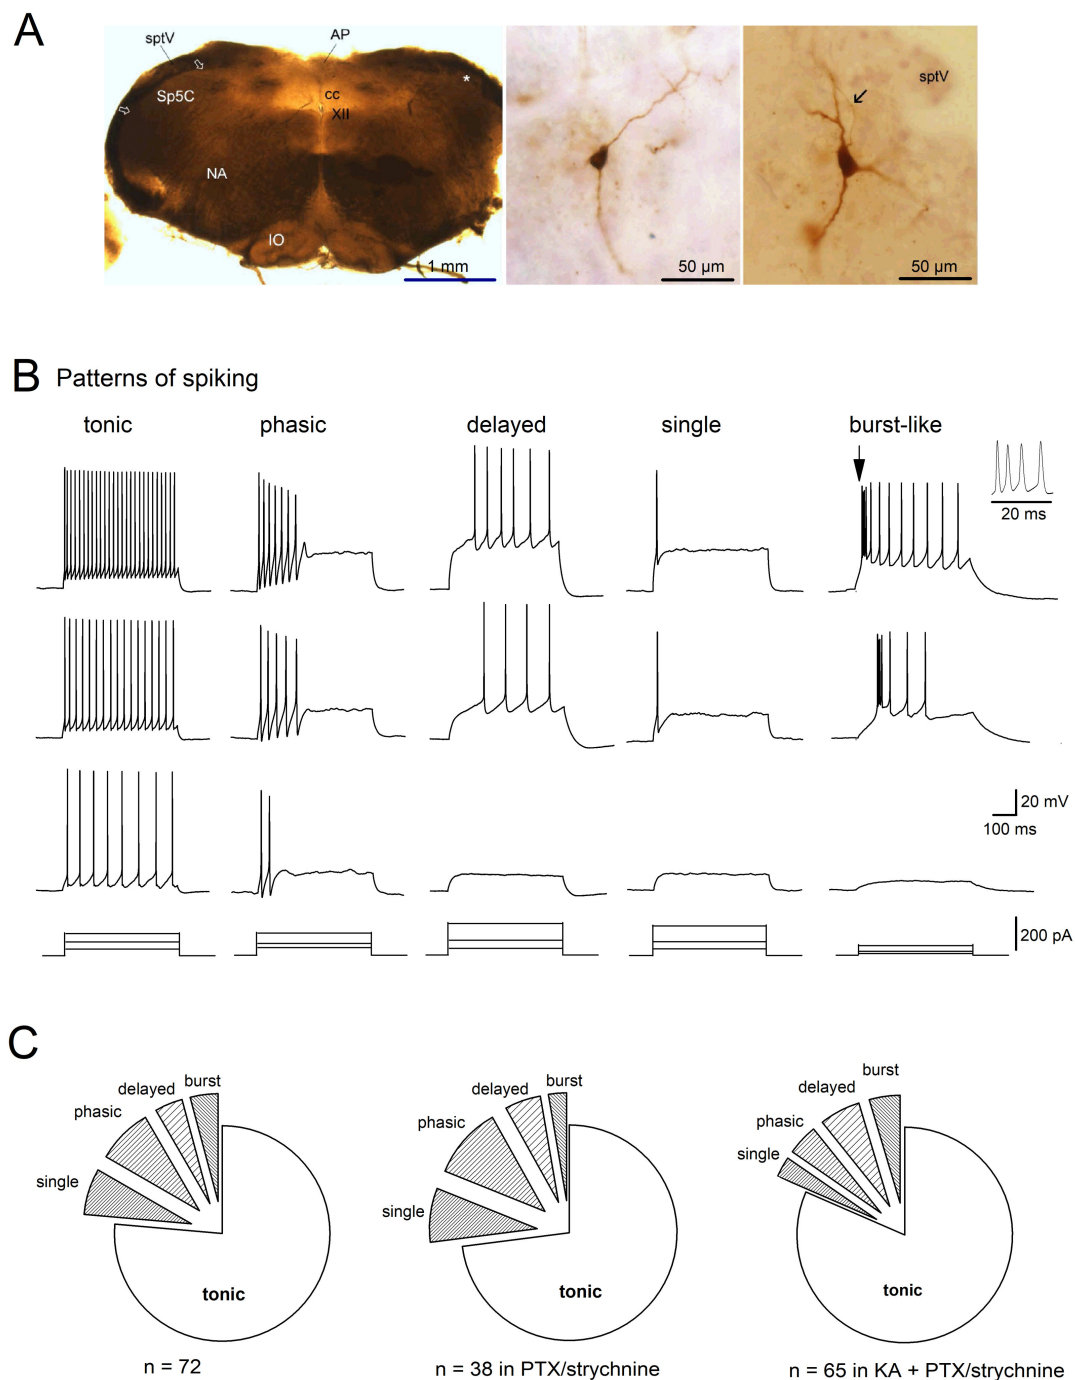 A
sptV
AP
Sp5C
*
cc
XII
NA
IO
1 mm
50 µm
sptV
50 µm
B Patterns of spiking
tonic phasic delayed single burst-like
20 ms
20 mV
100 ms
200 pA
C
single
phasic
delayed
burst
tonic
n = 72
single
phasic
delayed
burst
tonic
n = 38 in PTX/strychnine
single
phasic
delayed
burst
tonic
n = 65 in KA + PTX/strychnine